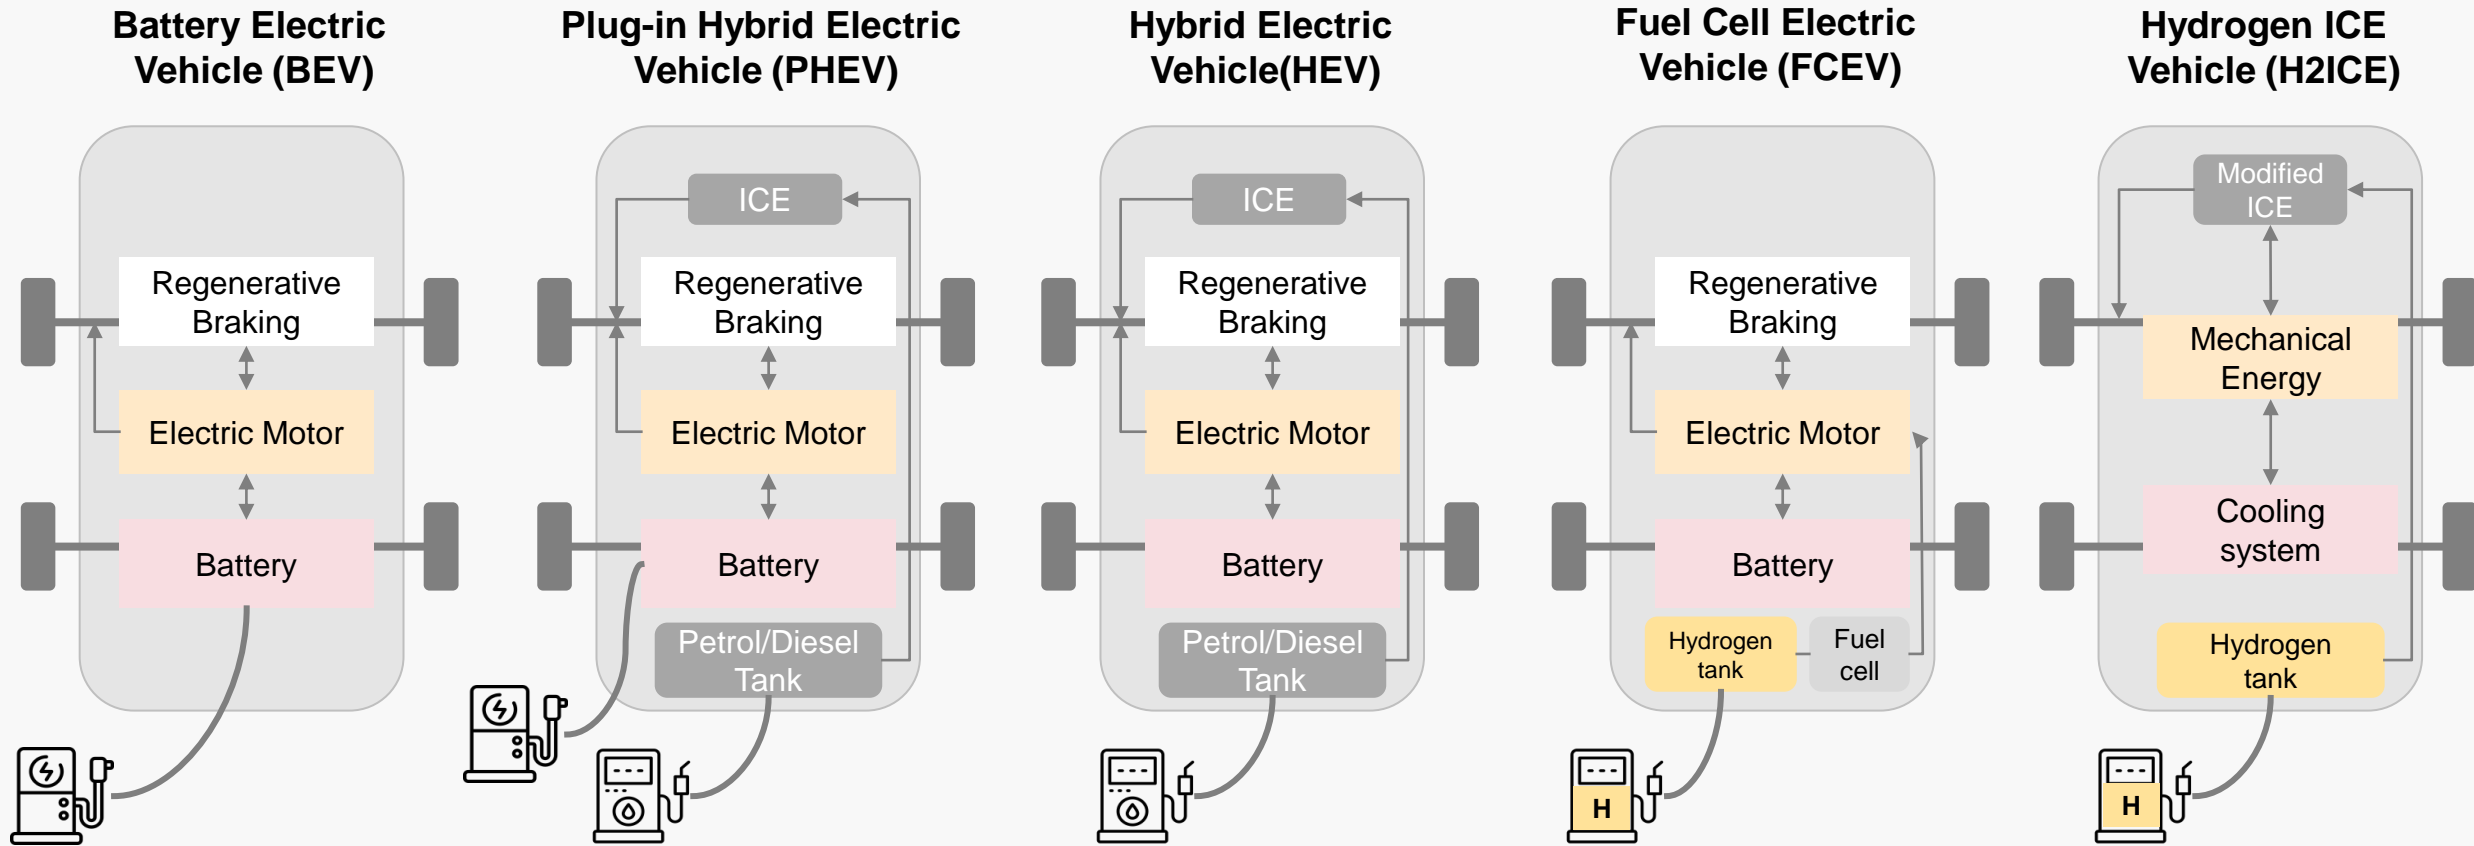 Battery Electric
Vehicle (BEV)
Regenerative
Braking
Electric Motor
Battery
Plug-in Hybrid Electric
Vehicle (PHEV)
ICE
Regenerative
Braking
Electric Motor
Battery
Petrol/Diesel
Tank
Hybrid Electric
Vehicle(HEV)
ICE
Regenerative
Braking
Electric Motor
Battery
Petrol/Diesel
Tank
Fuel Cell Electric
Vehicle (FCEV)
Regenerative
Braking
Electric Motor
Battery
Hydrogen
tank
Fuel
cell
H
Hydrogen ICE
Vehicle (H2ICE)
Modified
ICE
Mechanical
Energy
Cooling
system
Hydrogen
tank
H